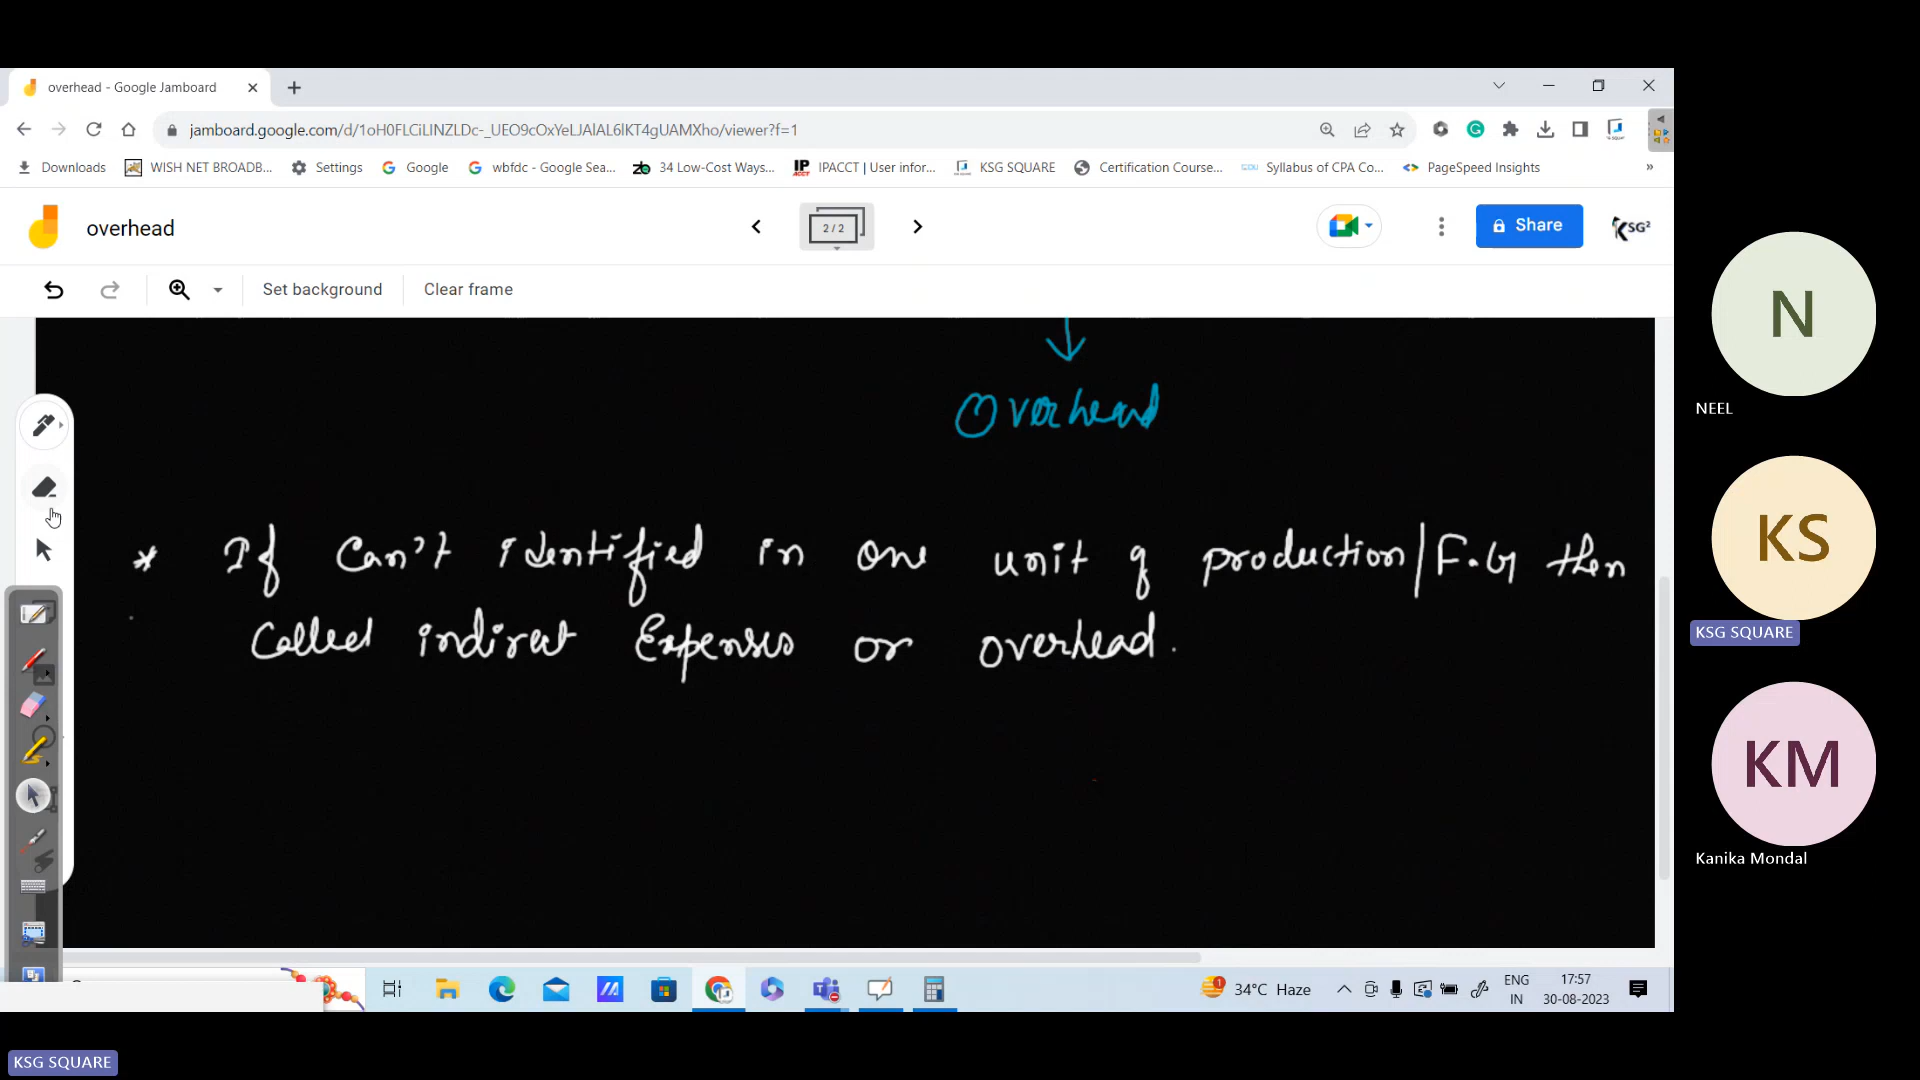 overhead - Google Jamboard
jamboard.google.com/d/1oH0FLCiLINZLDc-_UEO9cOxYeLJAlAL6lKT4gUAMXho/viewer?f=1
Downloads WISH NET BROADB... Settings Google wbfdc - Google Sea... 34 Low-Cost Ways... IPACCT | User infor... KSG SQUARE Certification Course... Syllabus of CPA Co... PageSpeed Insights »
overhead 2 / 2 Share KSG²
Set background Clear frame
Overhead
* If Can't identified in one unit of production/F.G then
Called indirect Expenses or overhead.
N
NEEL
KS
KSG SQUARE
KM
Kanika Mondal
1 34°C Haze ENG IN 17:57 30-08-2023
KSG SQUARE